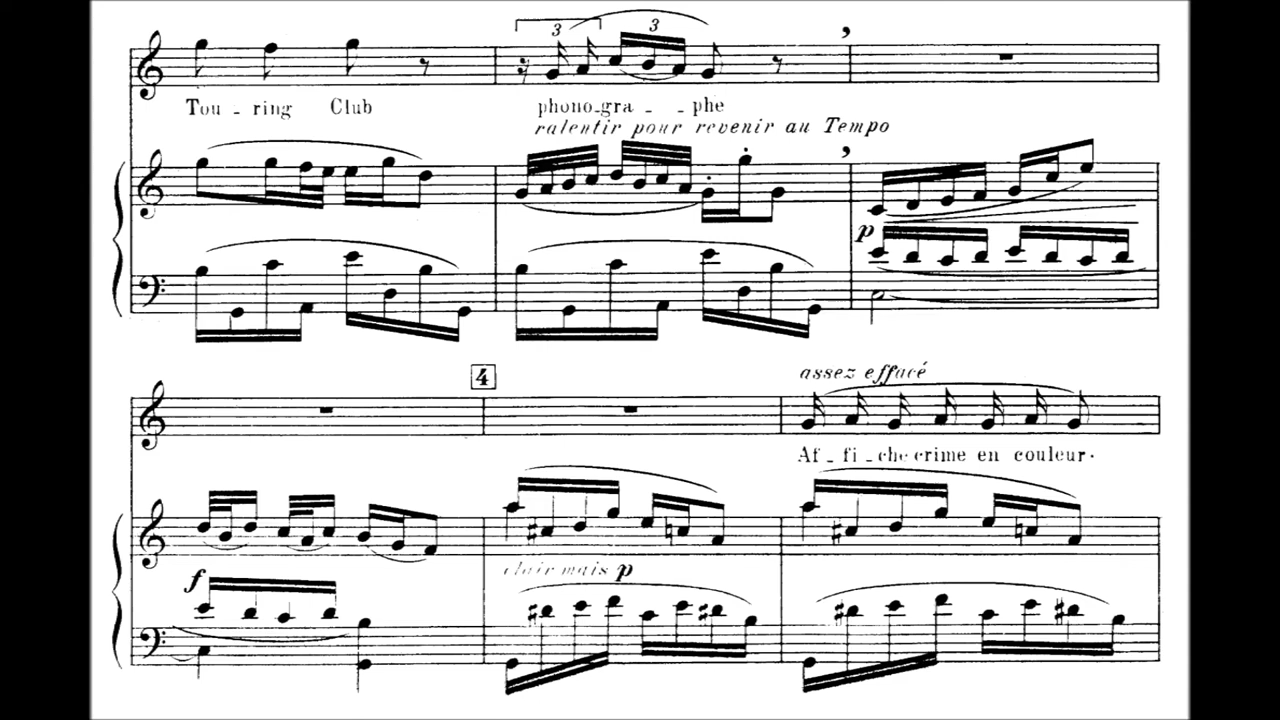 3 3
Tou - ring Club phono-gra - - phe
ralentir pour revenir au Tempo
p
4
assez effacé
Af - fi - che crime en couleur.
f
clair mais p